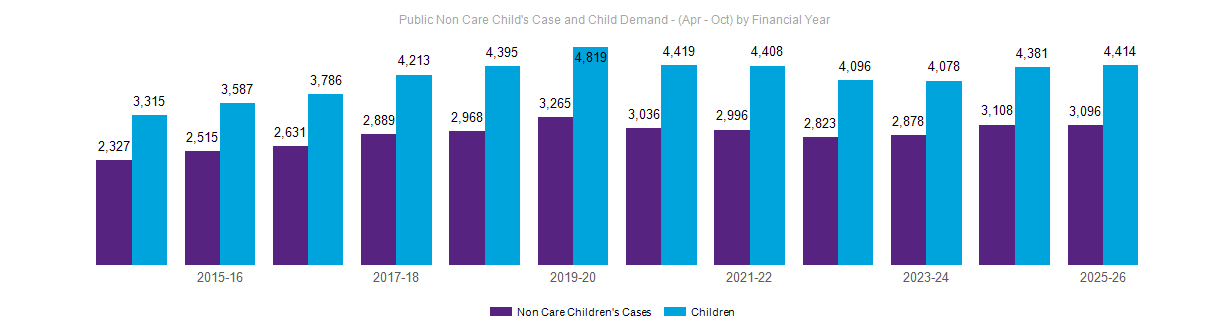 Public Non Care Child's Case and Child Demand - (Apr - Oct) by Financial Year
2,327 3,315 2,515 3,587 2,631 3,786 2,889 4,213 2,968 4,395 3,265 4,819 3,036 4,419 2,996 4,408 2,823 4,096 2,878 4,078 3,108 4,381 3,096 4,414
2015-16 2017-18 2019-20 2021-22 2023-24 2025-26
Non Care Children's Cases Children